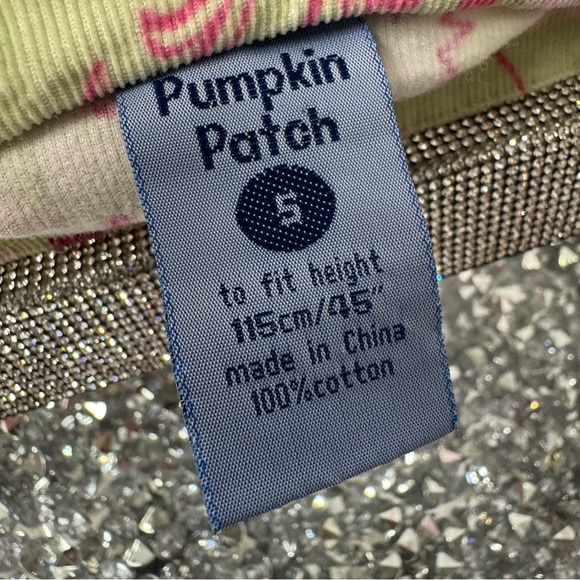 Pumpkin
Patch
5
to fit height
115cm/45"
made in China
100%cotton